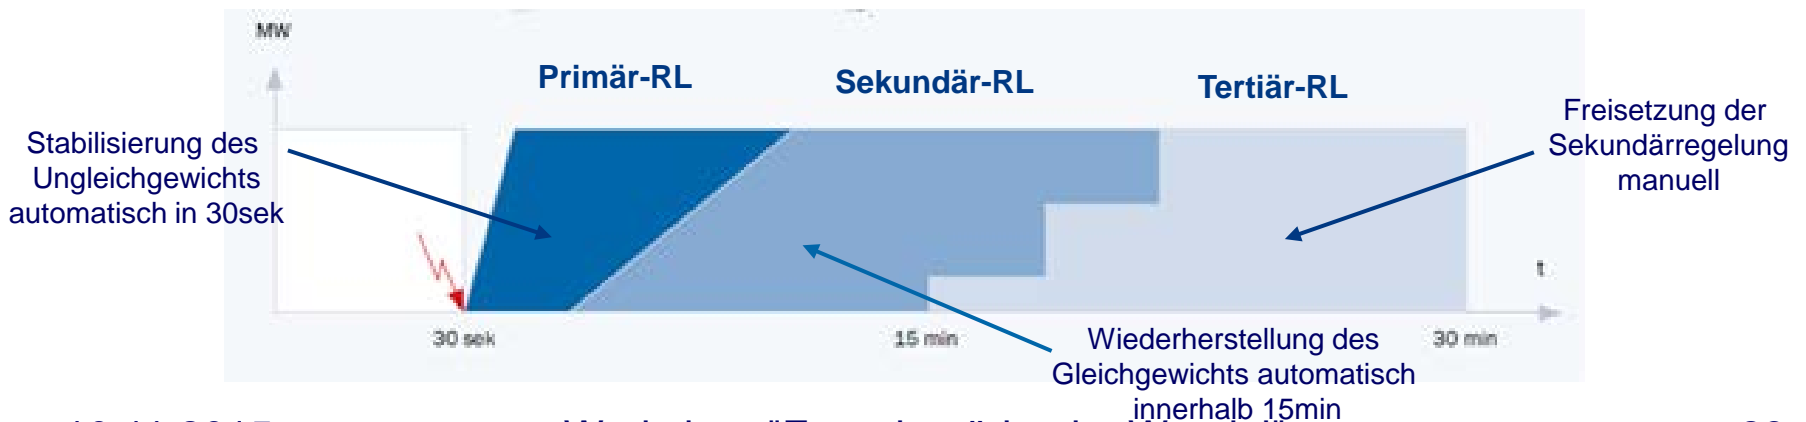 MW
Primär-RL
Sekundär-RL
Tertiär-RL
Stabilisierung des
Ungleichgewichts
automatisch in 30sek
Freisetzung der
Sekundärregelung
manuell
t
30 sek
15 min
30 min
Wiederherstellung des
Gleichgewichts automatisch
innerhalb 15min